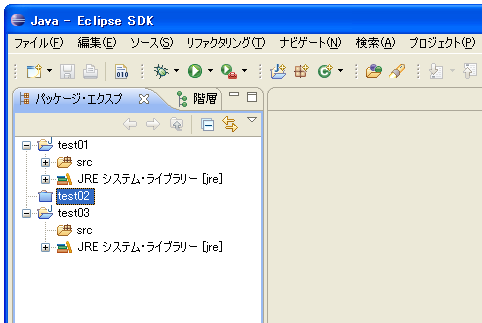 Java - Eclipse SDK
ファイル(F) 編集(E) ソース(S) リファクタリング(T) ナビゲート(N) 検索(A) プロジェクト(P)
010
パッケージ・エクスプ 階層
test01
src
JRE システム・ライブラリー [jre]
test02
test03
src
JRE システム・ライブラリー [jre]